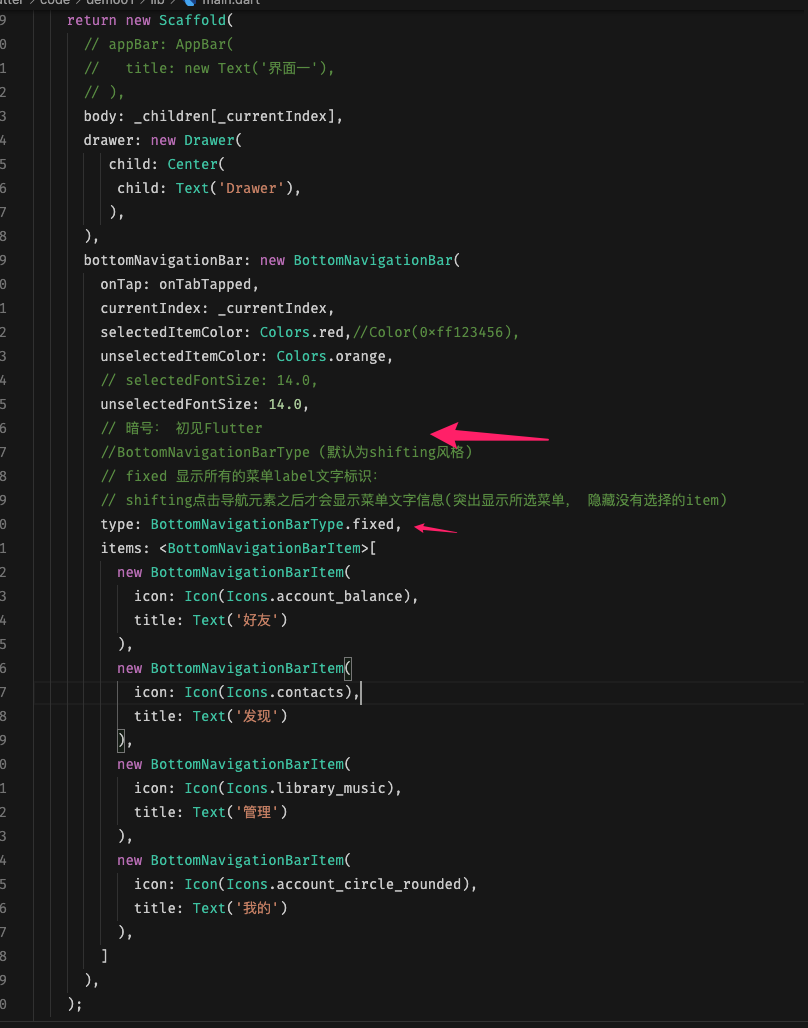 utter > code > demo01 > lib > main.dart
9 return new Scaffold(
0 // appBar: AppBar(
1 //   title: new Text('界面一'),
2 // ),
3 body: _children[_currentIndex],
4 drawer: new Drawer(
5 child: Center(
6 child: Text('Drawer'),
7 ),
8 ),
9 bottomNavigationBar: new BottomNavigationBar(
0 onTap: onTabTapped,
1 currentIndex: _currentIndex,
2 selectedItemColor: Colors.red,//Color(0xff123456),
3 unselectedItemColor: Colors.orange,
4 // selectedFontSize: 14.0,
5 unselectedFontSize: 14.0,
6 // 暗号： 初见Flutter
7 //BottomNavigationBarType (默认为shifting风格)
8 // fixed 显示所有的菜单label文字标识：
9 // shifting点击导航元素之后才会显示菜单文字信息(突出显示所选菜单， 隐藏没有选择的item)
0 type: BottomNavigationBarType.fixed,
1 items: <BottomNavigationBarItem>[
2 new BottomNavigationBarItem(
3 icon: Icon(Icons.account_balance),
4 title: Text('好友')
5 ),
6 new BottomNavigationBarItem(
7 icon: Icon(Icons.contacts),
8 title: Text('发现')
9 ),
0 new BottomNavigationBarItem(
1 icon: Icon(Icons.library_music),
2 title: Text('管理')
3 ),
4 new BottomNavigationBarItem(
5 icon: Icon(Icons.account_circle_rounded),
6 title: Text('我的')
7 ),
8 ]
9 ),
0 );